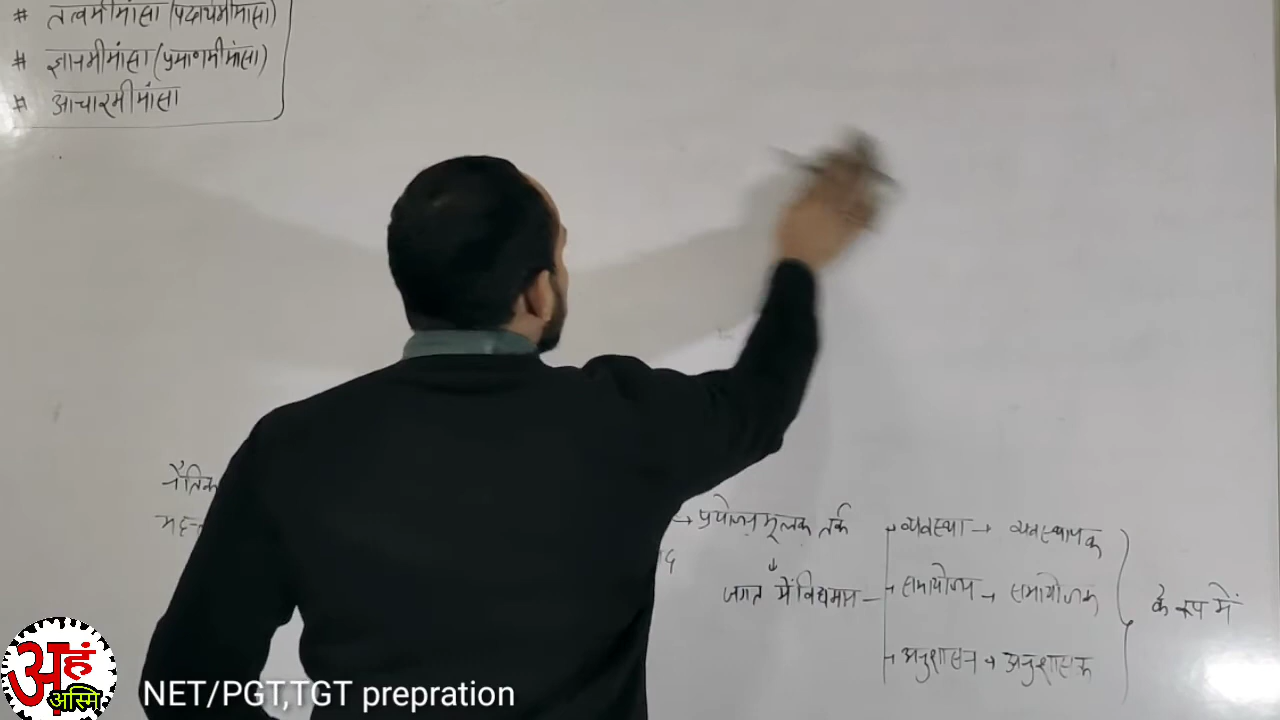 # तत्वमीमांसा (पदार्थमीमांसा)
# ज्ञानमीमांसा (प्रमाणमीमांसा)
# आचारमीमांसा
नैतिक
→ प्रयोजनमूलक तर्क
↓
जगत में विद्यमान
→ व्यवस्था → व्यवस्थापक
→ समायोजन → समायोजक
→ अनुशासन → अनुशासक
के रूप में
अहं
अस्मि
NET/PGT,TGT prepration